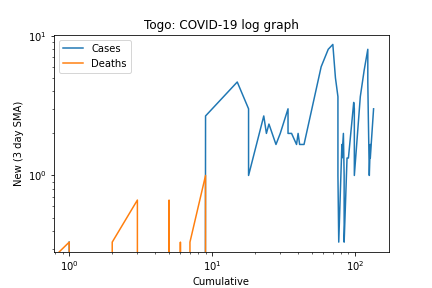 Togo: COVID-19 log graph
Cases
Deaths
New (3 day SMA)
10¹
10⁰
10⁰
10¹
10²
Cumulative